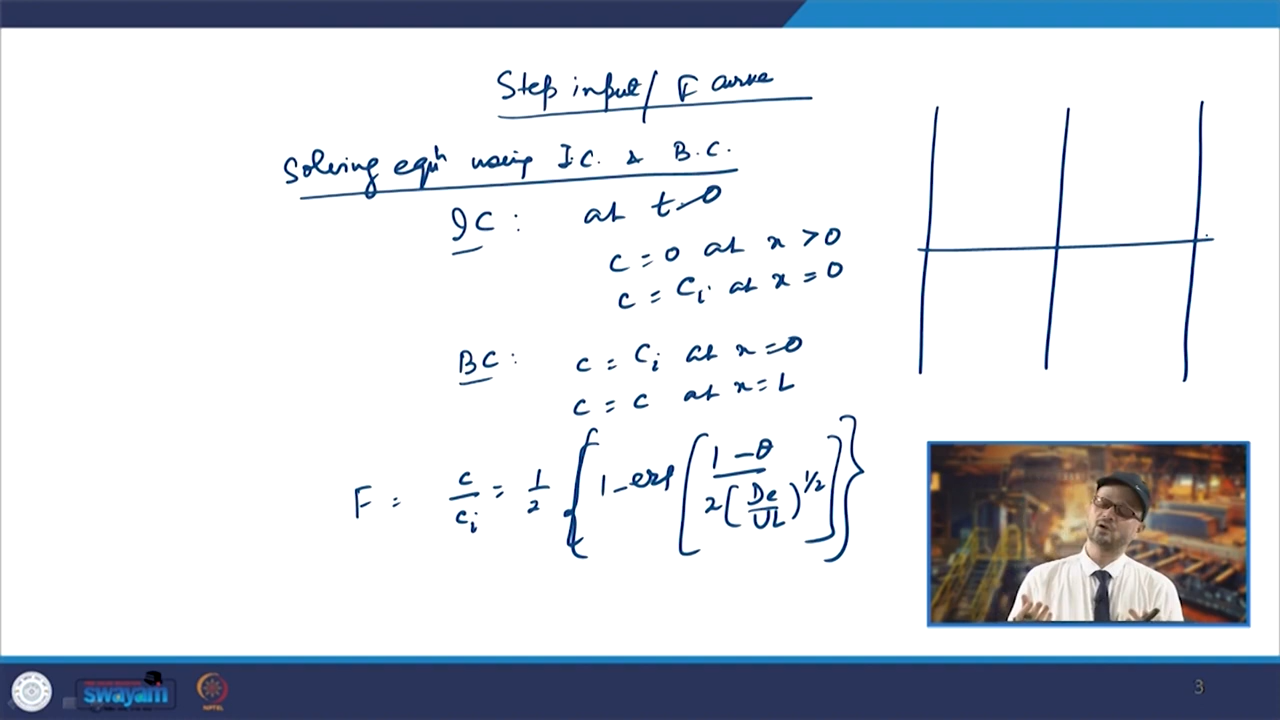 Step input / F curve
Solving eqⁿ using I.C. & B.C.
IC : at t=0
c = 0 at x > 0
c = Cᵢ at x = 0
BC : c = Cᵢ at x = 0
c = c at x = L
F = c/cᵢ = 1/2 { 1 - erf [ (1 - θ) / 2 (De/UL)^1/2 ] }
swayam
NPTEL
3